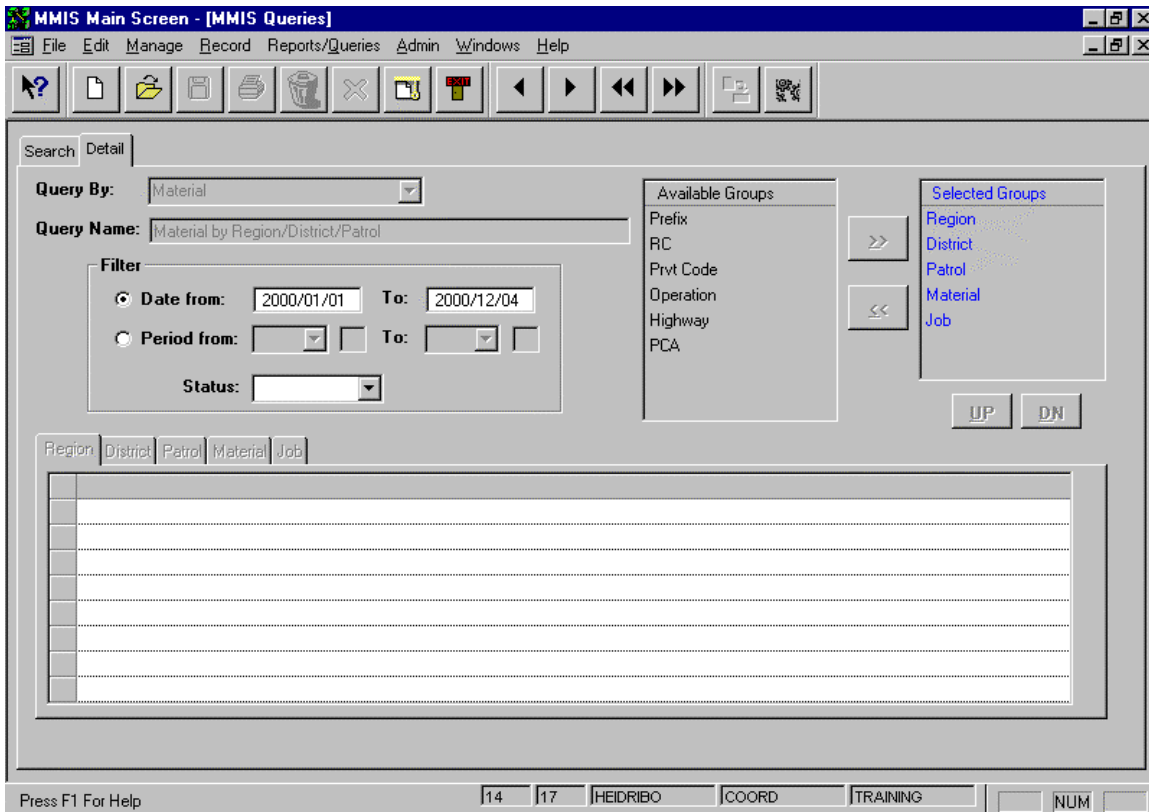 MMIS Main Screen - [MMIS Queries]
File Edit Manage Record Reports/Queries Admin Windows Help
EXIT
Search Detail
Query By: Material
Query Name: Material by Region/District/Patrol
Filter
Date from: 2000/01/01 To: 2000/12/04
Period from: To:
Status:
Available Groups
Prefix
RC
Prvt Code
Operation
Highway
PCA
>>
<<
Selected Groups
Region
District
Patrol
Material
Job
UP DN
Region District Patrol Material Job
Press F1 For Help 14 17 HEIDRIBO COORD TRAINING NUM